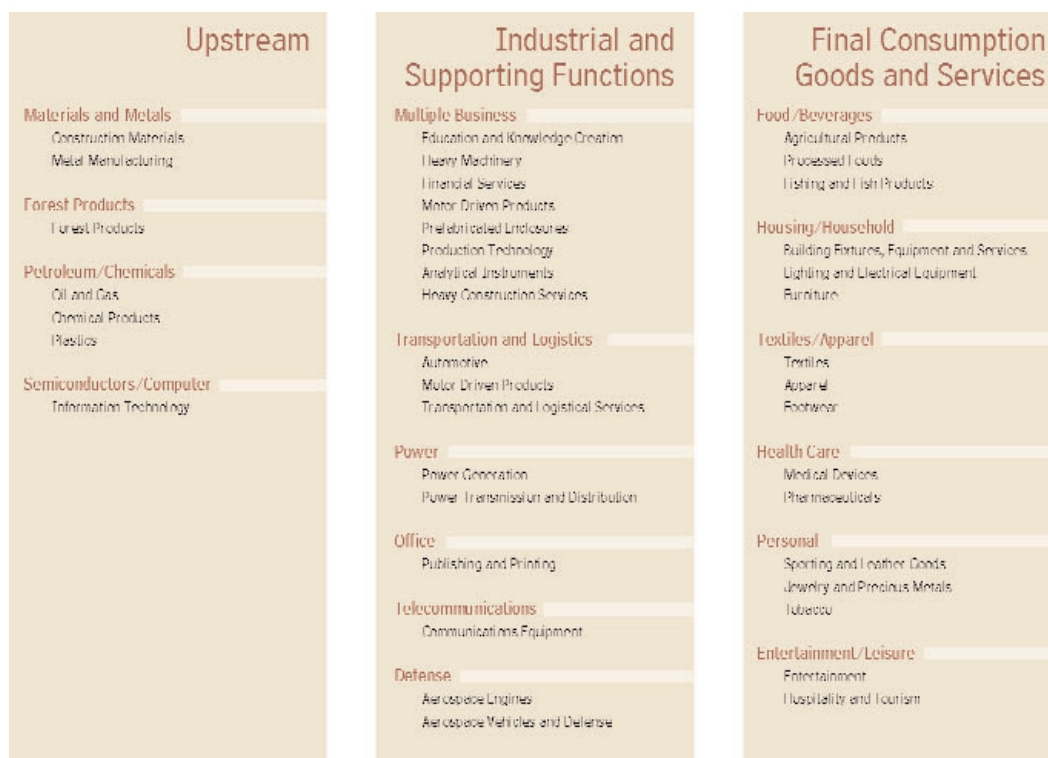 Upstream
Materials and Metals
Construction Materials
Metal Manufacturing
Forest Products
Forest Products
Petroleum/Chemicals
Oil and Gas
Chemical Products
Plastics
Semiconductors/Computer
Information Technology
Industrial and
Supporting Functions
Multiple Business
Education and Knowledge Creation
Heavy Machinery
Financial Services
Motor Driven Products
Prefabricated Enclosures
Production Technology
Analytical Instruments
Heavy Construction Services
Transportation and Logistics
Automotive
Motor Driven Products
Transportation and Logistical Services
Power
Power Generation
Power Transmission and Distribution
Office
Publishing and Printing
Telecommunications
Communications Equipment
Defense
Aerospace Engines
Aerospace Vehicles and Defense
Final Consumption
Goods and Services
Food/Beverages
Agricultural Products
Processed Foods
Fishing and Fish Products
Housing/Household
Building Fixtures, Equipment and Services
Lighting and Electrical Equipment
Furniture
Textiles/Apparel
Textiles
Apparel
Footwear
Health Care
Medical Devices
Pharmaceuticals
Personal
Sporting and Leather Goods
Jewelry and Precious Metals
Tobacco
Entertainment/Leisure
Entertainment
Hospitality and Tourism